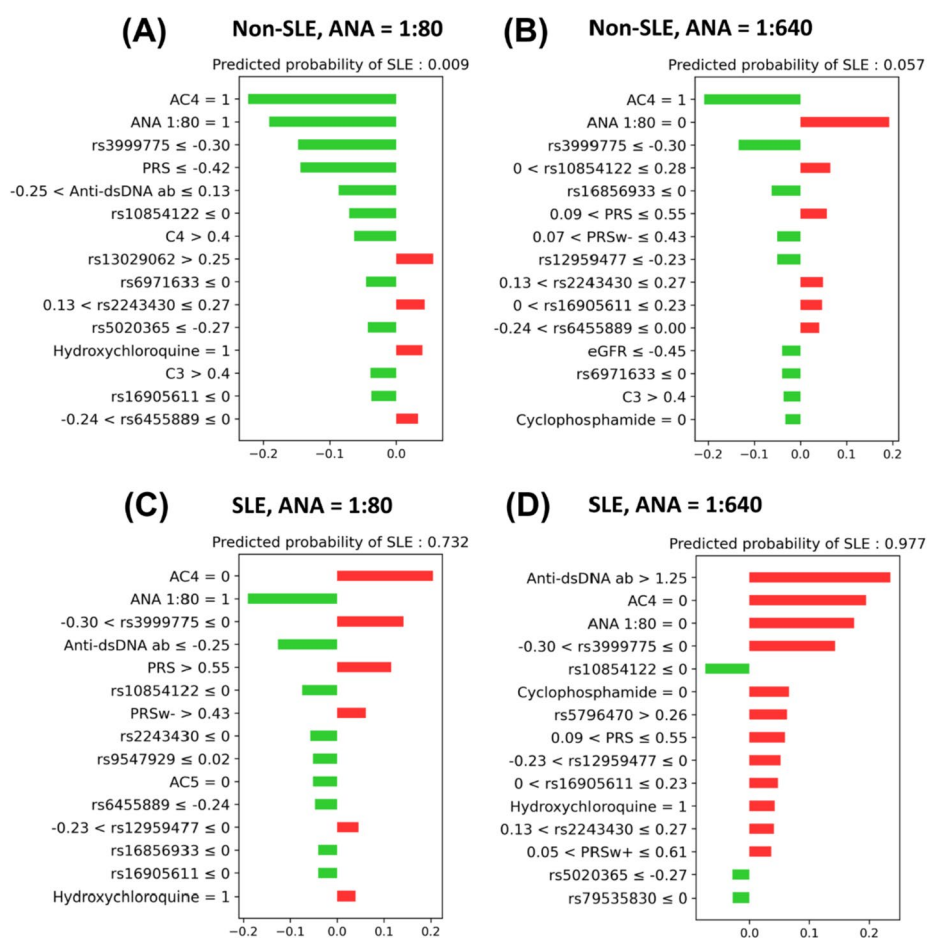 (A) Non-SLE, ANA = 1:80
Predicted probability of SLE : 0.009
AC4 = 1
ANA 1:80 = 1
rs3999775 ≤ -0.30
PRS ≤ -0.42
-0.25 < Anti-dsDNA ab ≤ 0.13
rs10854122 ≤ 0
C4 > 0.4
rs13029062 > 0.25
rs6971633 ≤ 0
0.13 < rs2243430 ≤ 0.27
rs5020365 ≤ -0.27
Hydroxychloroquine = 1
C3 > 0.4
rs16905611 ≤ 0
-0.24 < rs6455889 ≤ 0
−0.2 −0.1 0.0
(B) Non-SLE, ANA = 1:640
Predicted probability of SLE : 0.057
AC4 = 1
ANA 1:80 = 0
rs3999775 ≤ -0.30
0 < rs10854122 ≤ 0.28
rs16856933 ≤ 0
0.09 < PRS ≤ 0.55
0.07 < PRSw- ≤ 0.43
rs12959477 ≤ -0.23
0.13 < rs2243430 ≤ 0.27
0 < rs16905611 ≤ 0.23
-0.24 < rs6455889 ≤ 0.00
eGFR ≤ -0.45
rs6971633 ≤ 0
C3 > 0.4
Cyclophosphamide = 0
−0.2 −0.1 0.0 0.1 0.2
(C) SLE, ANA = 1:80
Predicted probability of SLE : 0.732
AC4 = 0
ANA 1:80 = 1
-0.30 < rs3999775 ≤ 0
Anti-dsDNA ab ≤ -0.25
PRS > 0.55
rs10854122 ≤ 0
PRSw- > 0.43
rs2243430 ≤ 0
rs9547929 ≤ 0.02
AC5 = 0
rs6455889 ≤ -0.24
-0.23 < rs12959477 ≤ 0
rs16856933 ≤ 0
rs16905611 ≤ 0
Hydroxychloroquine = 1
−0.2 −0.1 0.0 0.1 0.2
(D) SLE, ANA = 1:640
Predicted probability of SLE : 0.977
Anti-dsDNA ab > 1.25
AC4 = 0
ANA 1:80 = 0
-0.30 < rs3999775 ≤ 0
rs10854122 ≤ 0
Cyclophosphamide = 0
rs5796470 > 0.26
0.09 < PRS ≤ 0.55
-0.23 < rs12959477 ≤ 0
0 < rs16905611 ≤ 0.23
Hydroxychloroquine = 1
0.13 < rs2243430 ≤ 0.27
0.05 < PRSw+ ≤ 0.61
rs5020365 ≤ -0.27
rs79535830 ≤ 0
0.0 0.1 0.2